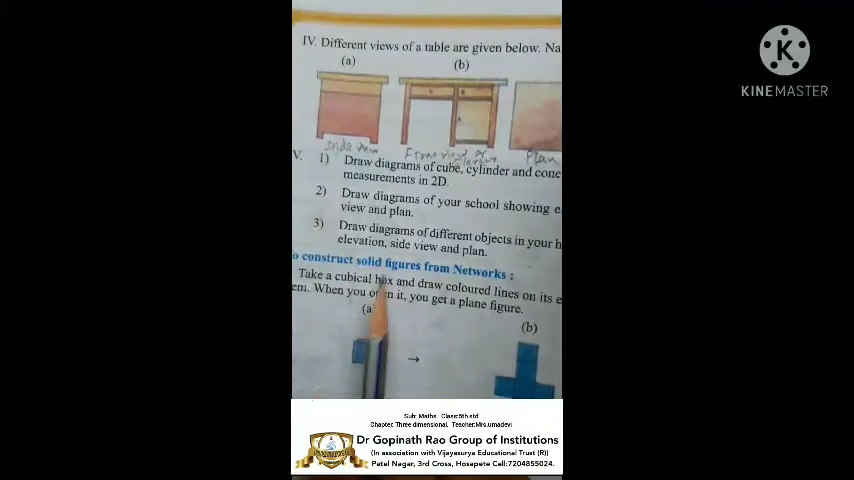 IV. Different views of a table are given below. Na
(a) (b)
side view Front view or Plan
V. 1) Draw diagrams of cube, cylinder and cone
measurements in 2D.
2) Draw diagrams of your school showing e
view and plan.
3) Draw diagrams of different objects in your h
elevation, side view and plan.
o construct solid figures from Networks :
Take a cubical box and draw coloured lines on its e
em. When you open it, you get a plane figure.
(a)
(b)
K
KINEMASTER
Sub: Maths. Class:5th std
Chapter: Three dimensional. Teacher:Mrs.umadevi
Dr Gopinath Rao Group of Institutions
(In association with Vijayasurya Educational Trust (R))
Patel Nagar, 3rd Cross, Hosapete Cell:7204855024.